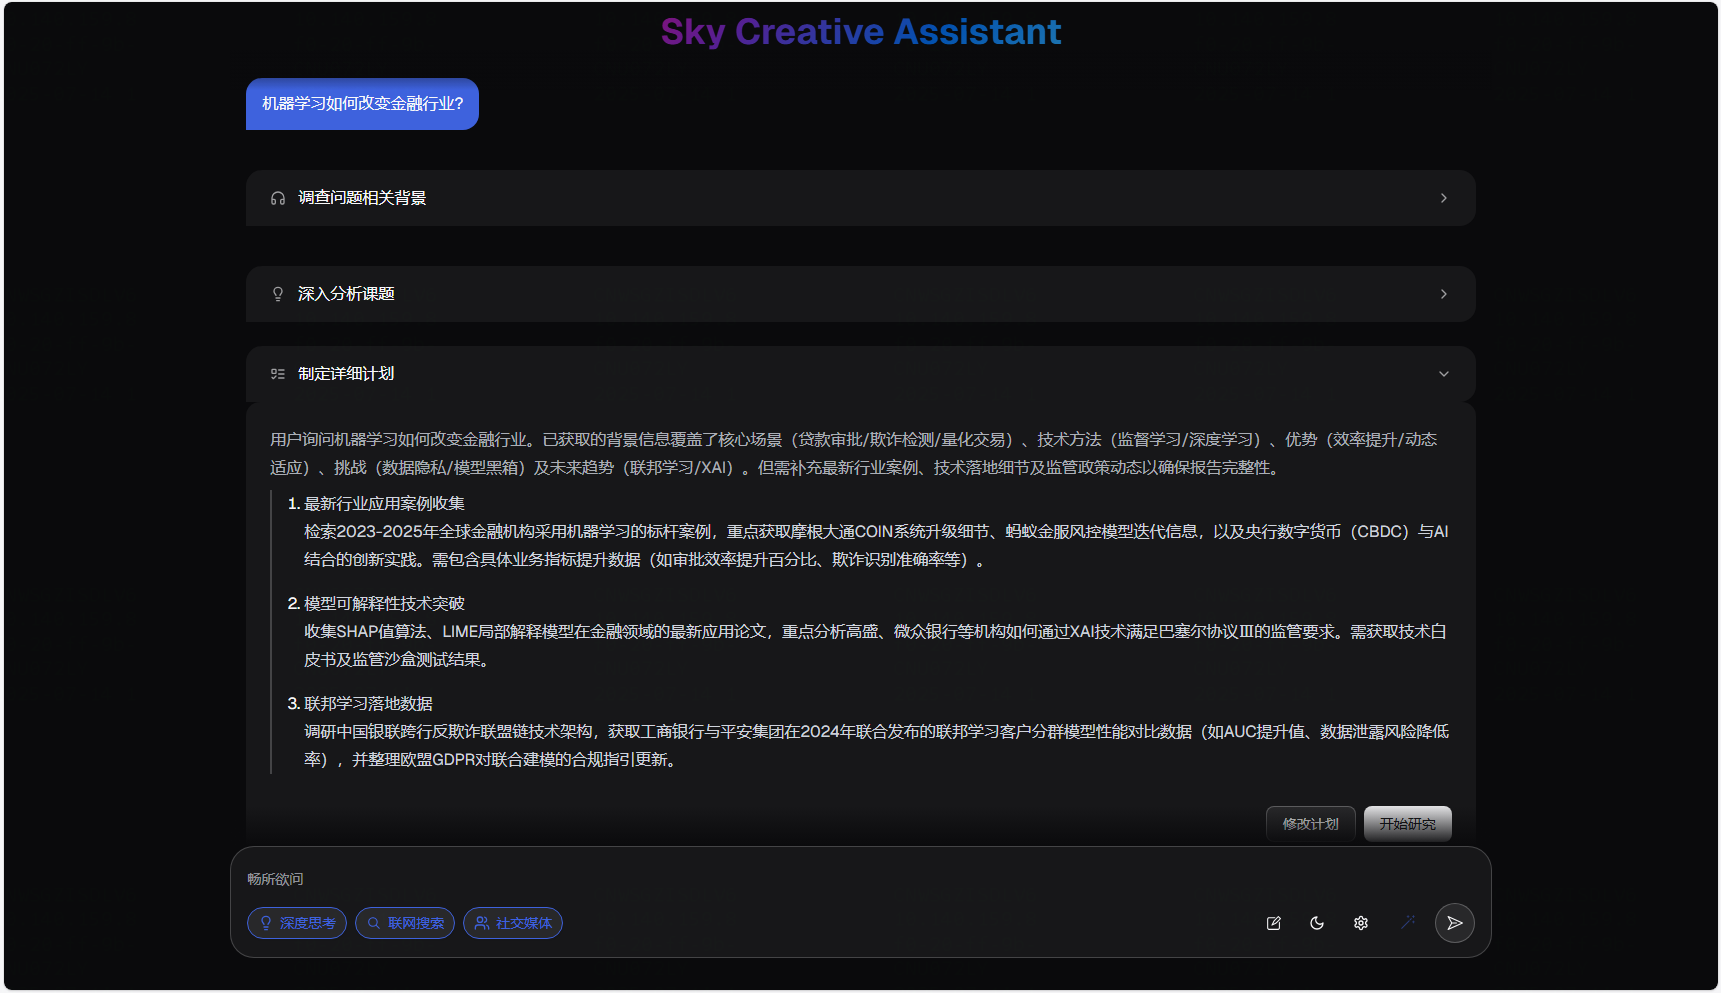 Sky Creative Assistant
机器学习如何改变金融行业?
调查问题相关背景
深入分析课题
制定详细计划
用户询问机器学习如何改变金融行业。已获取的背景信息覆盖了核心场景（贷款审批/欺诈检测/量化交易）、技术方法（监督学习/深度学习）、优势（效率提升/动态
适应）、挑战（数据隐私/模型黑箱）及未来趋势（联邦学习/XAI）。但需补充最新行业案例、技术落地细节及监管政策动态以确保报告完整性。
1. 最新行业应用案例收集
检索2023-2025年全球金融机构采用机器学习的标杆案例，重点获取摩根大通COIN系统升级细节、蚂蚁金服风控模型迭代信息，以及央行数字货币（CBDC）与AI
结合的创新实践。需包含具体业务指标提升数据（如审批效率提升百分比、欺诈识别准确率等）。
2. 模型可解释性技术突破
收集SHAP值算法、LIME局部解释模型在金融领域的最新应用论文，重点分析高盛、微众银行等机构如何通过XAI技术满足巴塞尔协议Ⅲ的监管要求。需获取技术白
皮书及监管沙盒测试结果。
3. 联邦学习落地数据
调研中国银联跨行反欺诈联盟链技术架构，获取工商银行与平安集团在2024年联合发布的联邦学习客户分群模型性能对比数据（如AUC提升值、数据泄露风险降低
率），并整理欧盟GDPR对联合建模的合规指引更新。
修改计划 开始研究
畅所欲问
深度思考 联网搜索 社交媒体